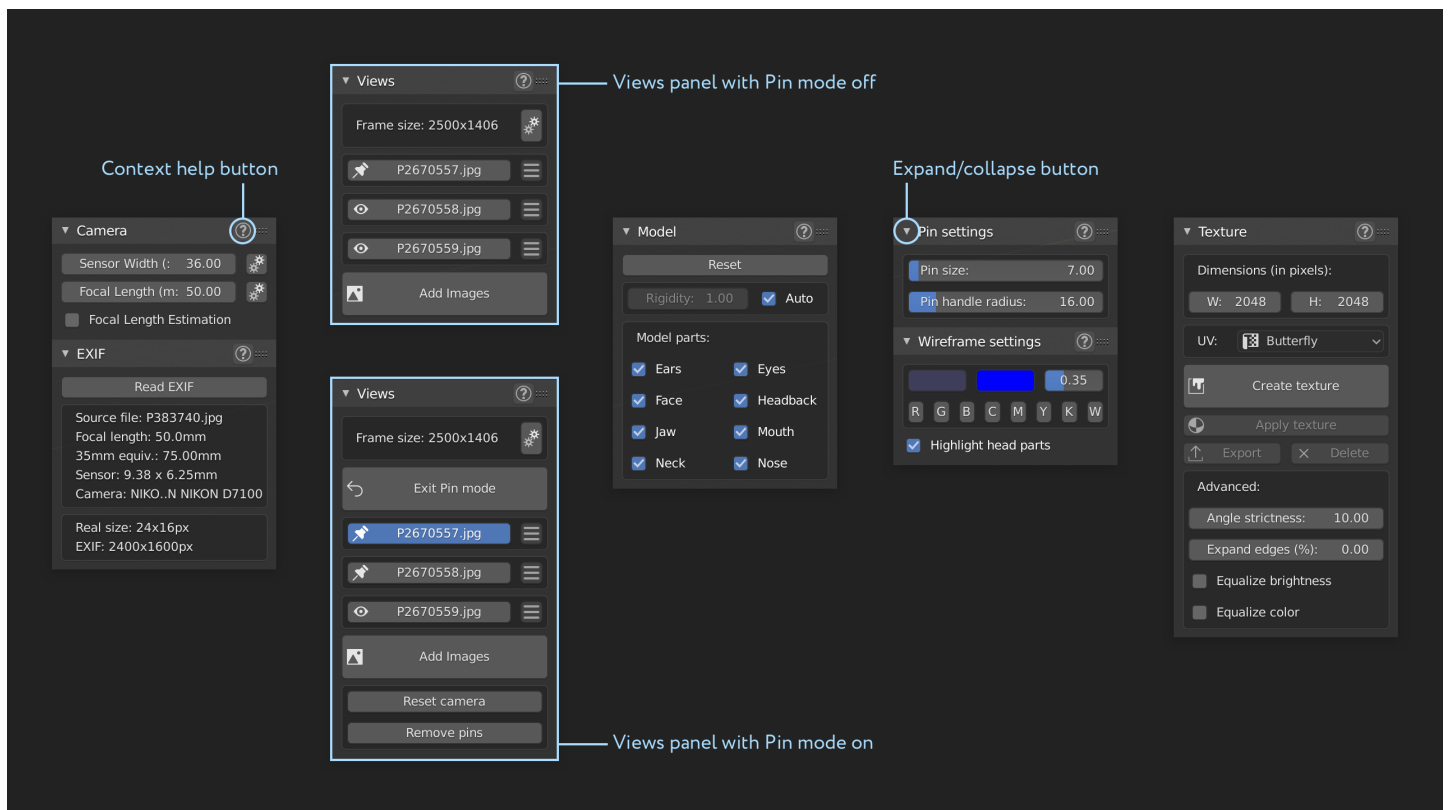 Context help button
Camera
Sensor Width (: 36.00
Focal Length (m: 50.00
Focal Length Estimation
EXIF
Read EXIF
Source file: P383740.jpg
Focal length: 50.0mm
35mm equiv.: 75.00mm
Sensor: 9.38 x 6.25mm
Camera: NIKO..N NIKON D7100
Real size: 24x16px
EXIF: 2400x1600px
Views
Views panel with Pin mode off
Frame size: 2500x1406
P2670557.jpg
P2670558.jpg
P2670559.jpg
Add Images
Views
Frame size: 2500x1406
Exit Pin mode
P2670557.jpg
P2670558.jpg
P2670559.jpg
Add Images
Reset camera
Remove pins
Views panel with Pin mode on
Model
Reset
Rigidity: 1.00 Auto
Model parts:
Ears Eyes
Face Headback
Jaw Mouth
Neck Nose
Expand/collapse button
Pin settings
Pin size: 7.00
Pin handle radius: 16.00
Wireframe settings
0.35
R G B C M Y K W
Highlight head parts
Texture
Dimensions (in pixels):
W: 2048 H: 2048
UV: Butterfly
Create texture
Apply texture
Export Delete
Advanced:
Angle strictness: 10.00
Expand edges (%): 0.00
Equalize brightness
Equalize color